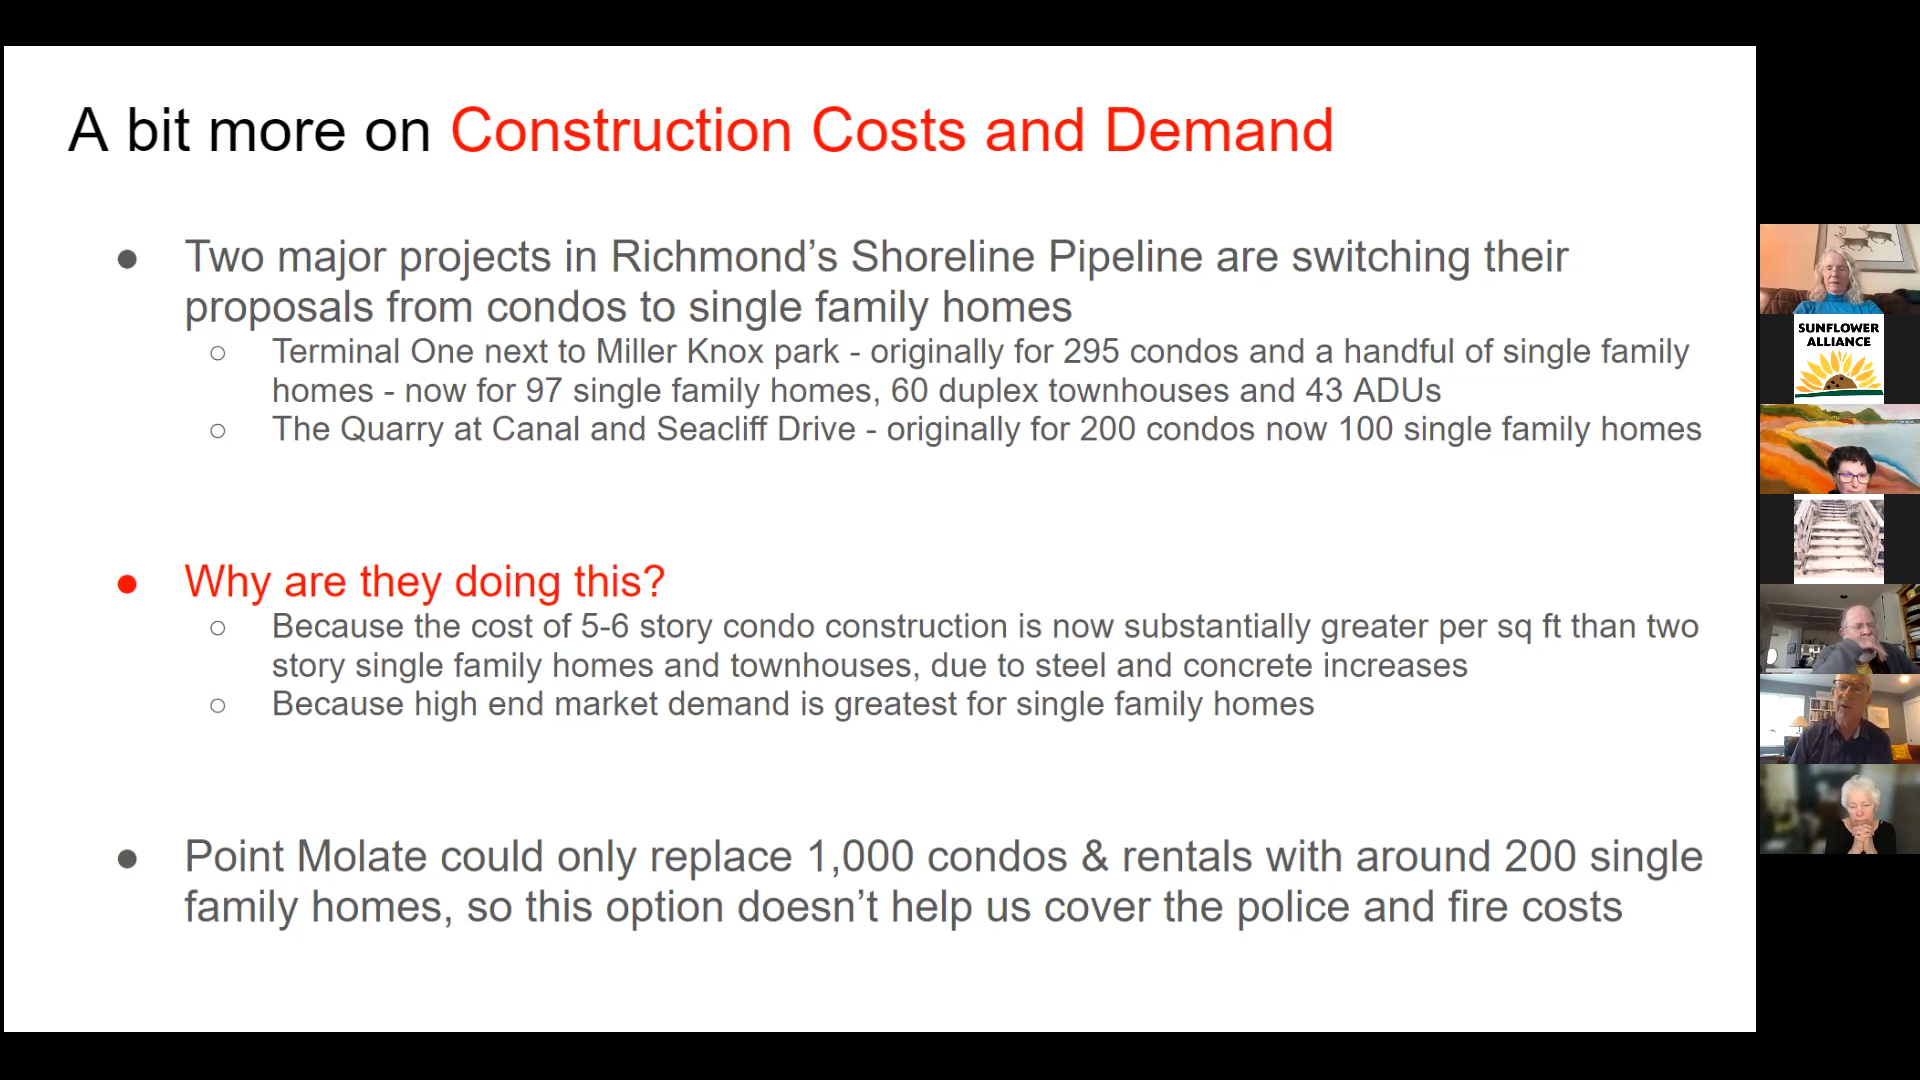 A bit more on Construction Costs and Demand
● Two major projects in Richmond’s Shoreline Pipeline are switching their
proposals from condos to single family homes
○ Terminal One next to Miller Knox park - originally for 295 condos and a handful of single family
homes - now for 97 single family homes, 60 duplex townhouses and 43 ADUs
○ The Quarry at Canal and Seacliff Drive - originally for 200 condos now 100 single family homes
● Why are they doing this?
○ Because the cost of 5-6 story condo construction is now substantially greater per sq ft than two
story single family homes and townhouses, due to steel and concrete increases
○ Because high end market demand is greatest for single family homes
● Point Molate could only replace 1,000 condos & rentals with around 200 single
family homes, so this option doesn’t help us cover the police and fire costs
SUNFLOWER
ALLIANCE